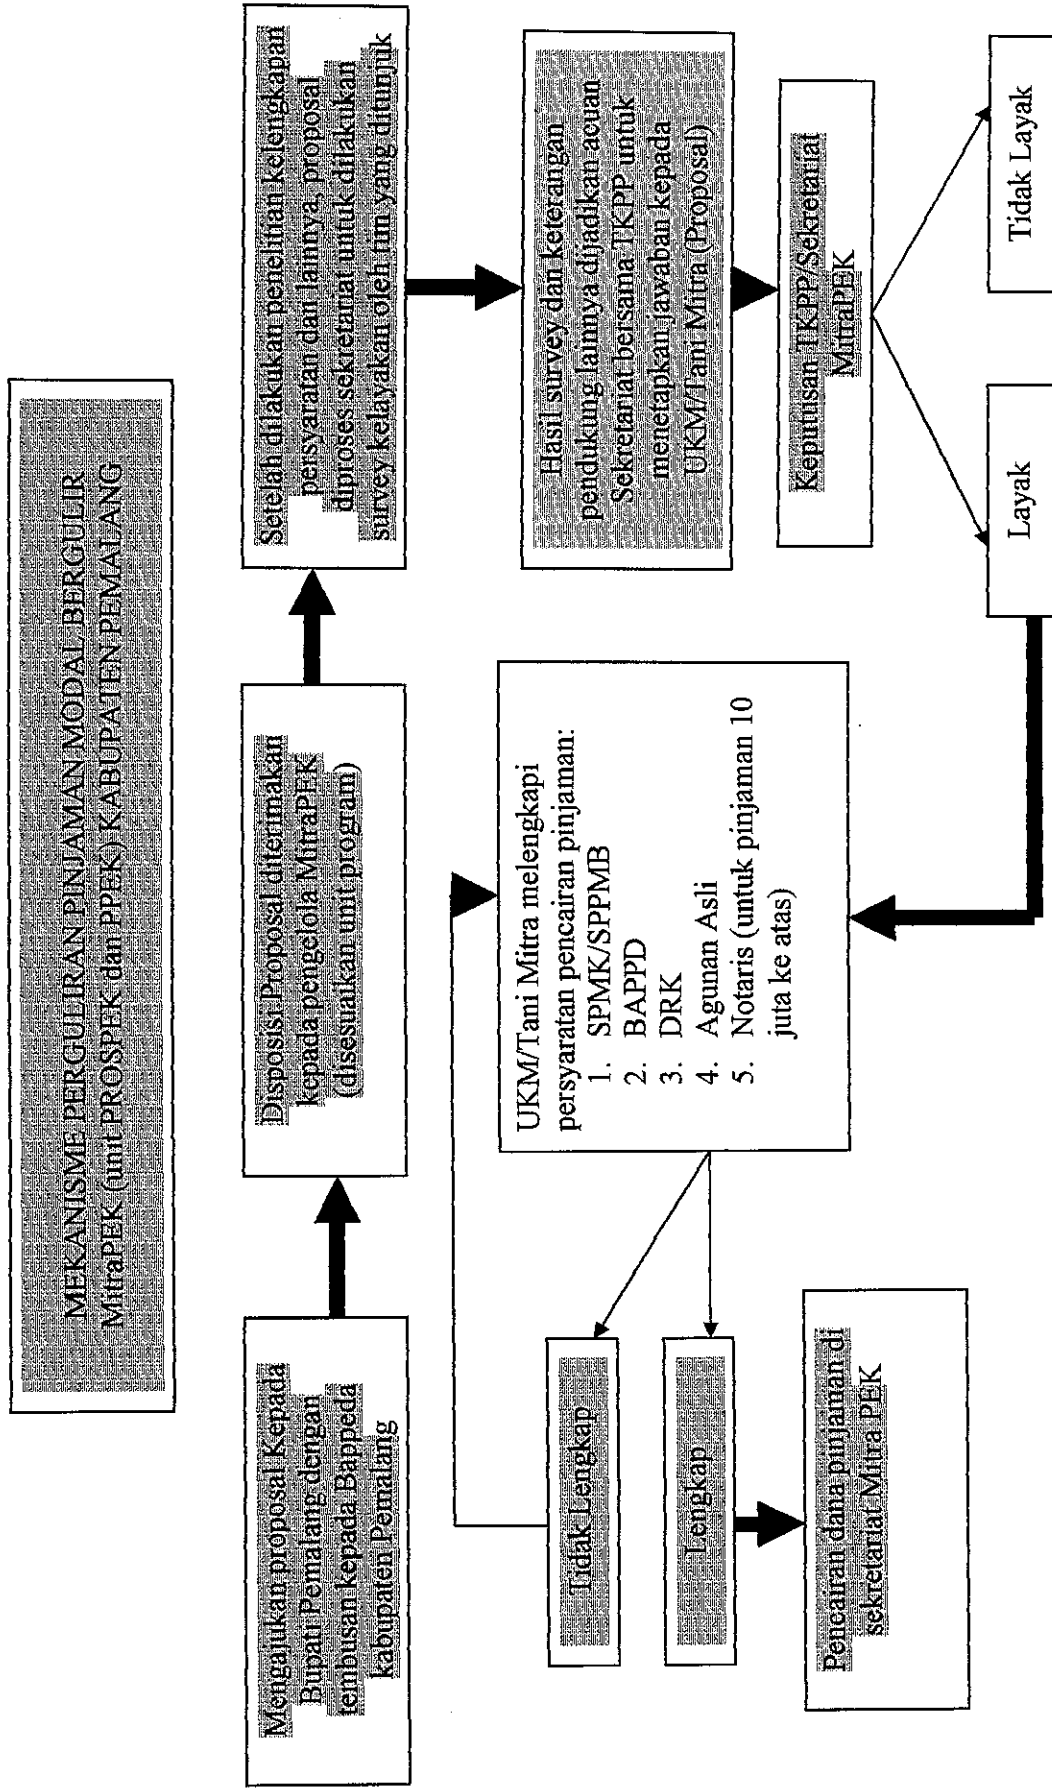 MEKANISME PERGULIRAN PINJAMAN MODAL BERGULIR
MitraPEK (unit PROSPEK dan PPEK) KABUPATEN PEMALANG
Mengajukan proposal Kepada
Bupati Pemalang dengan
tembusan kepada Bappeda
kabupaten Pemalang
Disposisi Proposal diterimakan
kepada pengelola MitraPEK
(disesuaikan unit program)
Setelah dilakukan penelitian kelengkapan
persyaratan dan lainnya, proposal
diproses sekretariat untuk dilakukan
survey kelayakan oleh tim yang ditunjuk
Hasil survey dan keterangan
pendukung lainnya dijadikan acuan
Sekretariat bersama TKPP untuk
menetapkan jawaban kepada
UKM/Tani Mitra (Proposal)
Keputusan TKPP/Sekretariat
MitraPEK
Layak
Tidak Layak
UKM/Tani Mitra melengkapi
persyaratan pencairan pinjaman:
1. SPMK/SPPMB
2. BAPPD
3. DRK
4. Agunan Asli
5. Notaris (untuk pinjaman 10
juta ke atas)
Tidak Lengkap
Lengkap
Pencairan dana pinjaman di
sekretariat Mitra PEK